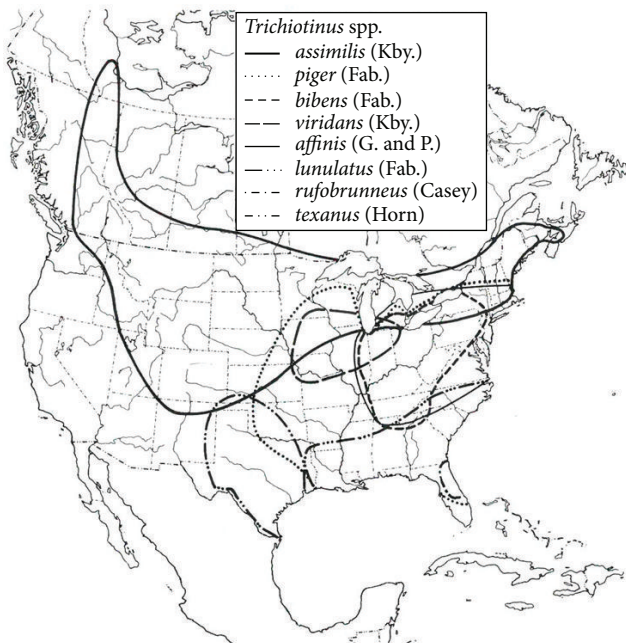 Trichiotinus spp.
assimilis (Kby.)
piger (Fab.)
bibens (Fab.)
viridans (Kby.)
affinis (G. and P.)
lunulatus (Fab.)
rufobrunneus (Casey)
texanus (Horn)